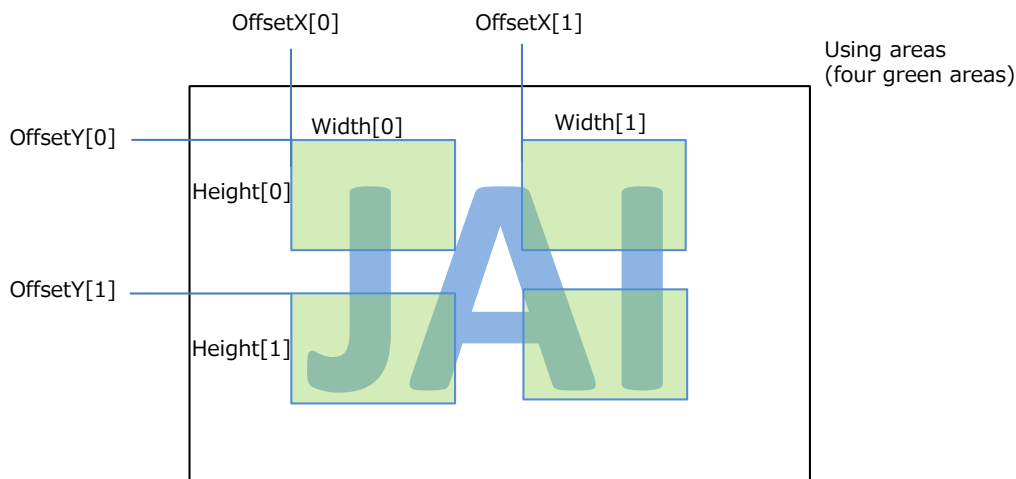 OffsetX[0]
OffsetX[1]
Using areas
(four green areas)
OffsetY[0]
Width[0]
Width[1]
Height[0]
JAI
OffsetY[1]
Height[1]